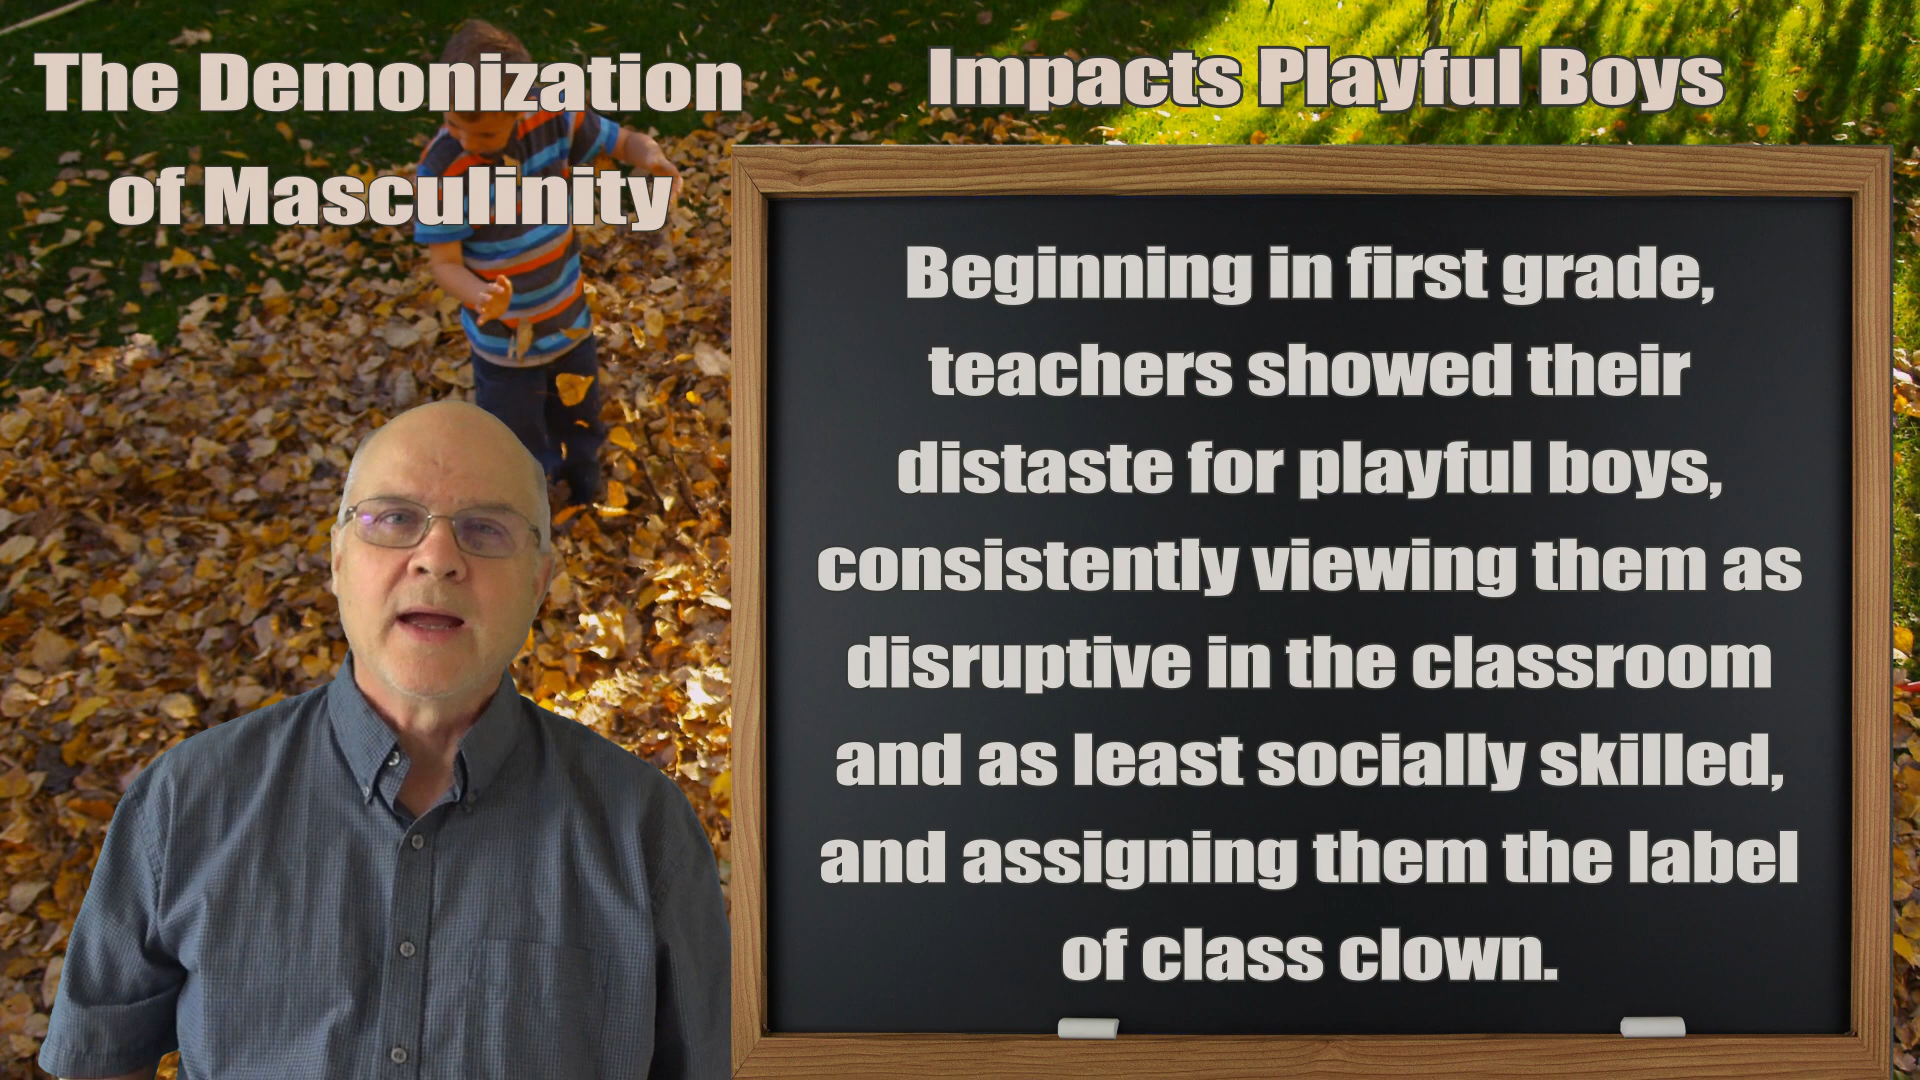 The Demonization
of Masculinity
Impacts Playful Boys
Beginning in first grade,
teachers showed their
distaste for playful boys,
consistently viewing them as
disruptive in the classroom
and as least socially skilled,
and assigning them the label
of class clown.